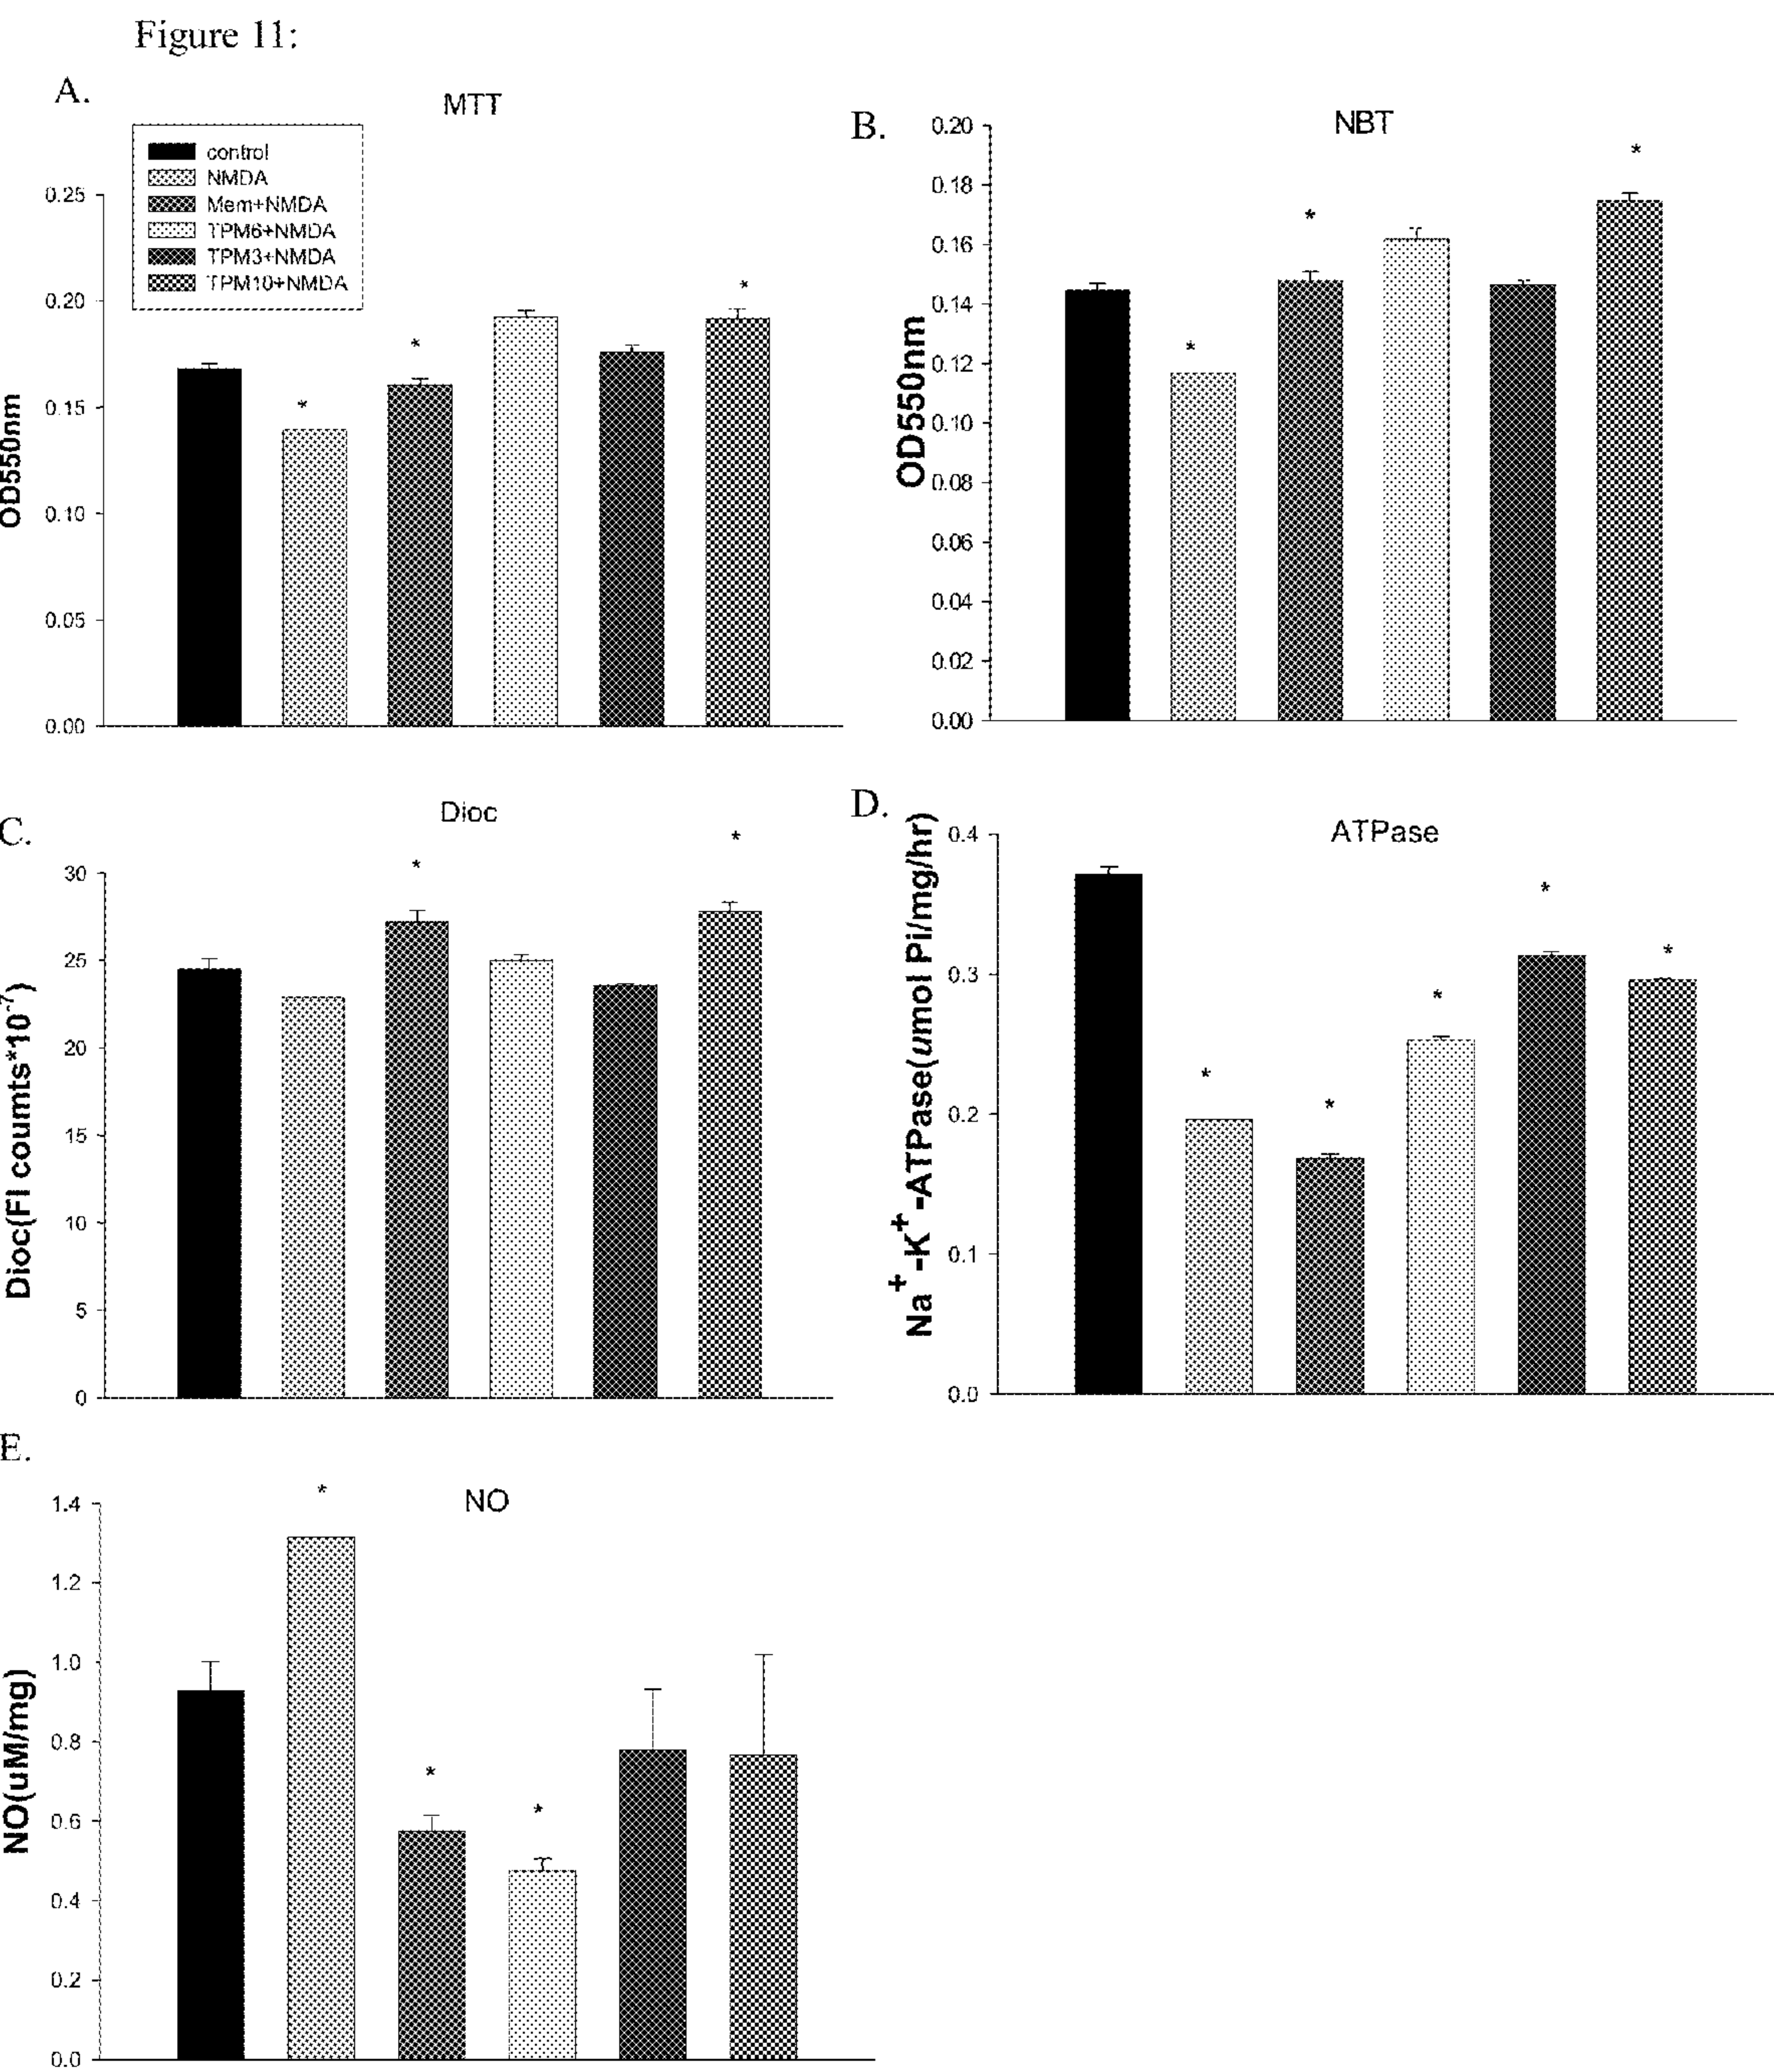 Figure 11:
A.
MTT
control
NMDA
Mem+NMDA
TPM6+NMDA
TPM3+NMDA
TPM10+NMDA
0.25
0.20
0.15
0.10
0.05
0.00
OD550nm
*
*
*
B.
NBT
0.20
0.18
0.16
0.14
0.12
0.10
0.08
0.06
0.04
0.02
0.00
OD550nm
*
*
*
C.
Dioc
30
25
20
15
10
5
0
Dioc(FI counts*10⁻⁷)
*
*
D.
ATPase
0.4
0.3
0.2
0.1
0.0
Na⁺-K⁺-ATPase(umol Pi/mg/hr)
*
*
*
*
*
E.
NO
1.4
1.2
1.0
0.8
0.6
0.4
0.2
0.0
NO(uM/mg)
*
*
*